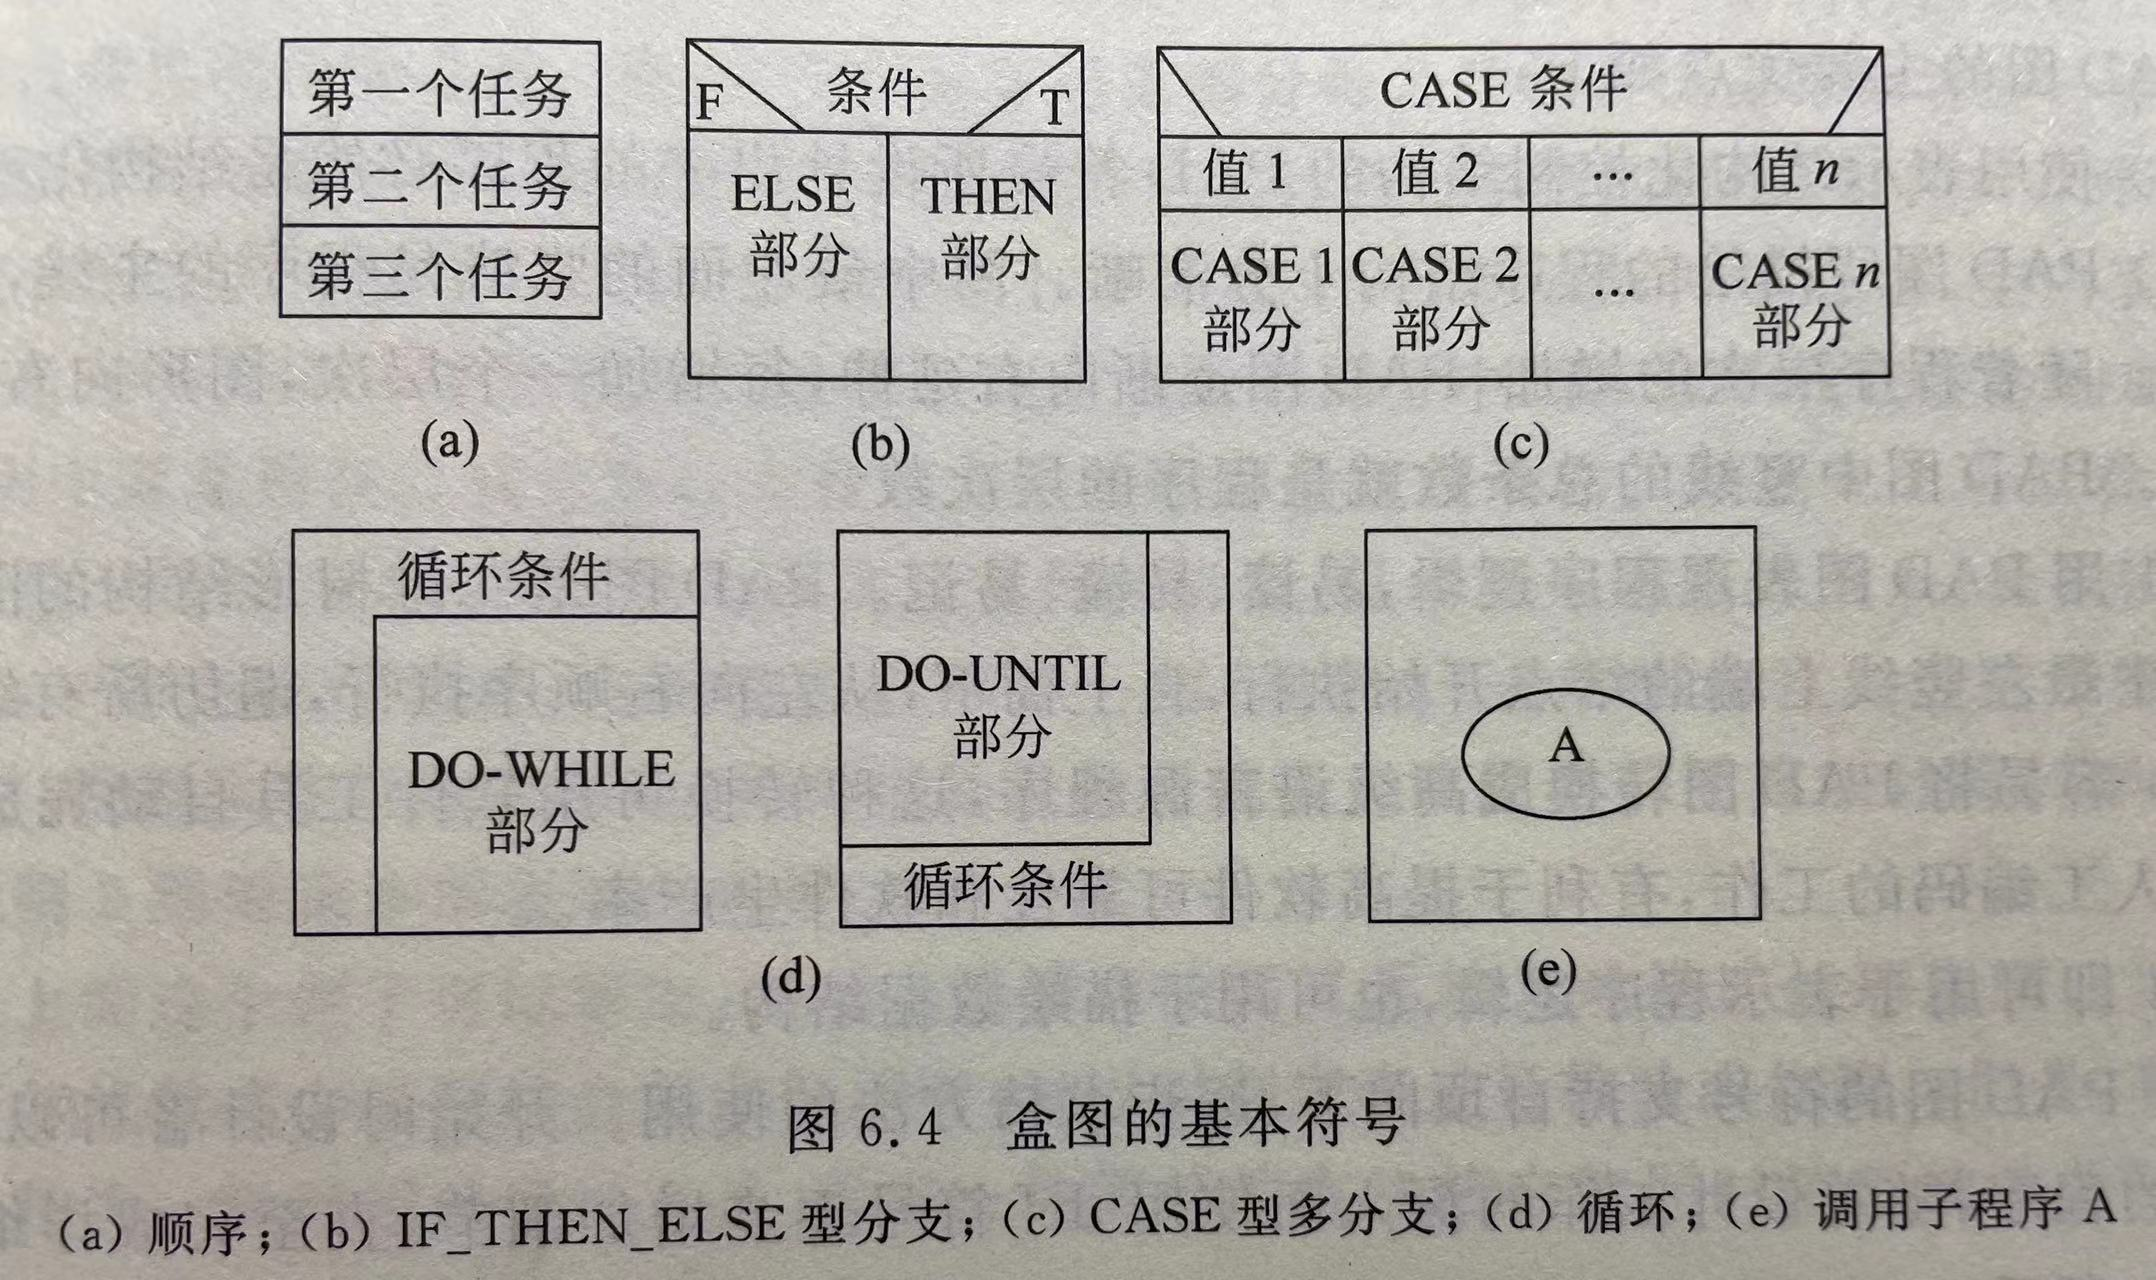 第一个任务
第二个任务
第三个任务
(a)
F 条件 T
ELSE
部分
THEN
部分
(b)
CASE 条件
值 1 值 2 … 值 n
CASE 1
部分
CASE 2
部分
…
CASE n
部分
(c)
循环条件
DO-WHILE
部分
DO-UNTIL
部分
循环条件
(d)
A
(e)
图 6.4 盒图的基本符号
(a) 顺序；(b) IF_THEN_ELSE 型分支；(c) CASE 型多分支；(d) 循环；(e) 调用子程序 A